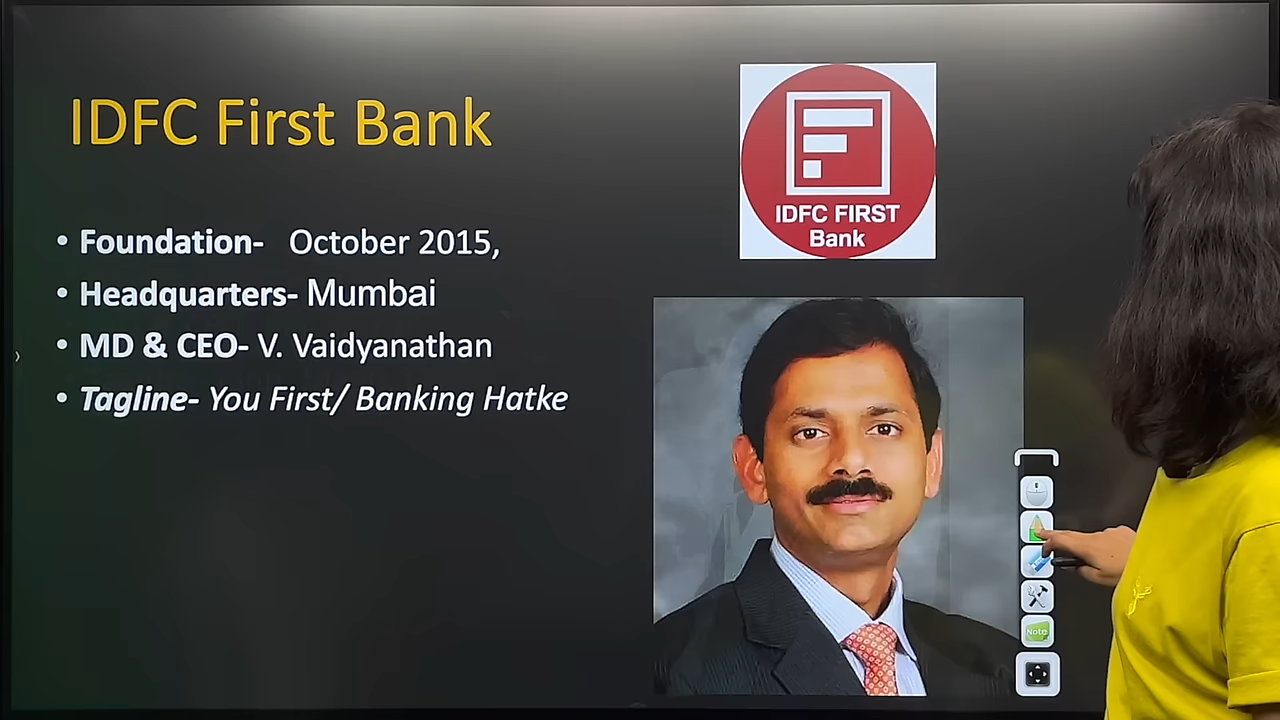 IDFC First Bank
IDFC FIRST
Bank
• Foundation- October 2015,
• Headquarters- Mumbai
• MD & CEO- V. Vaidyanathan
• Tagline- You First/ Banking Hatke
Note